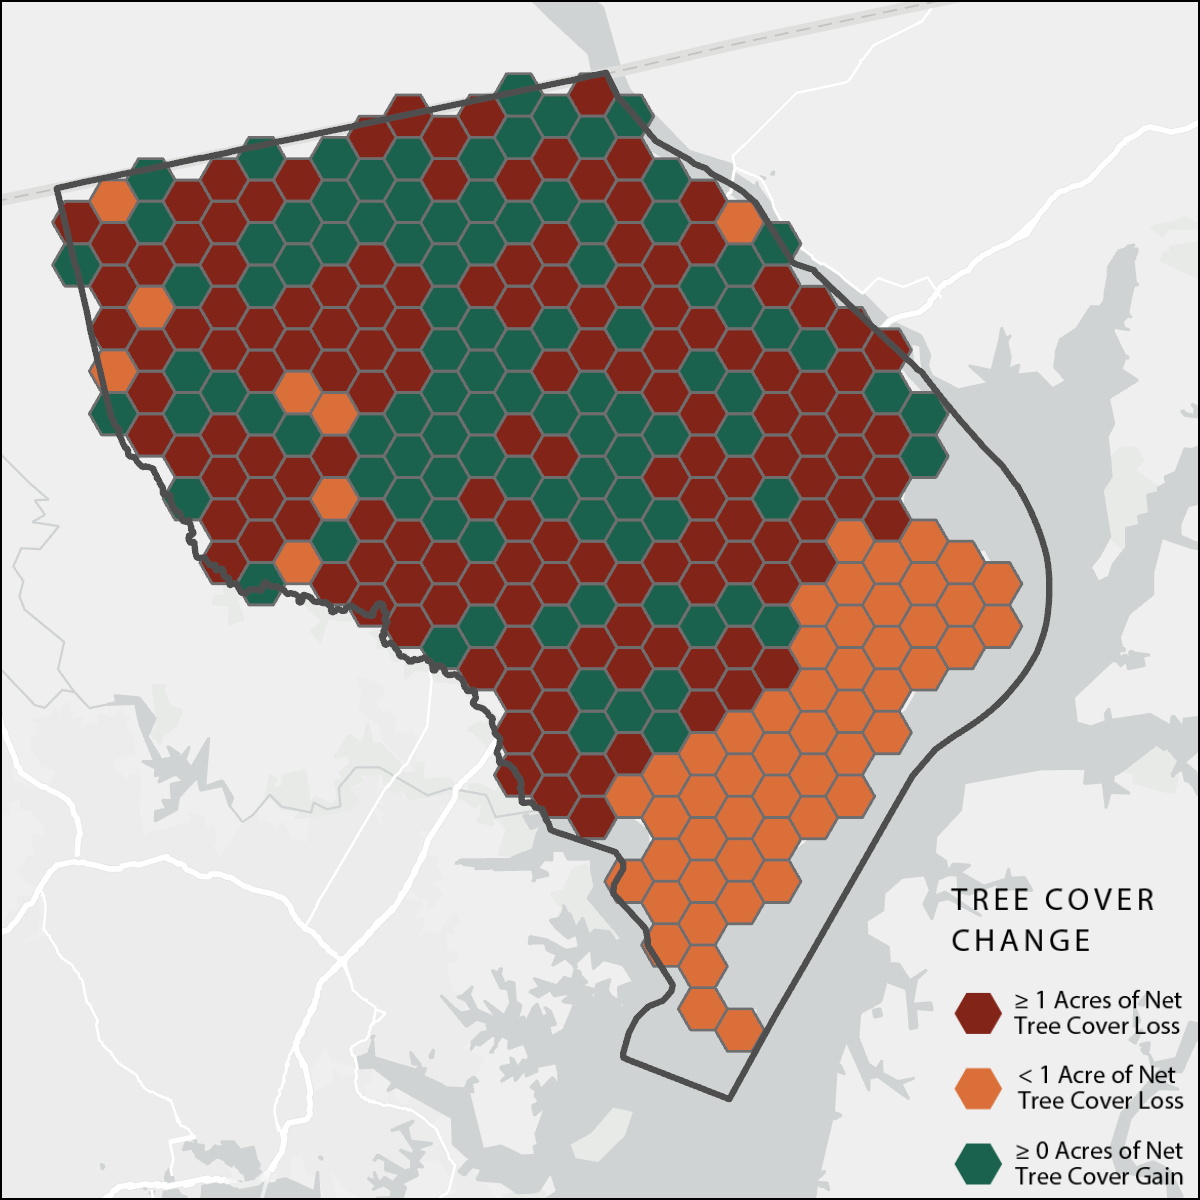 TREE COVER
CHANGE
≥ 1 Acres of Net
Tree Cover Loss
< 1 Acre of Net
Tree Cover Loss
≥ 0 Acres of Net
Tree Cover Gain